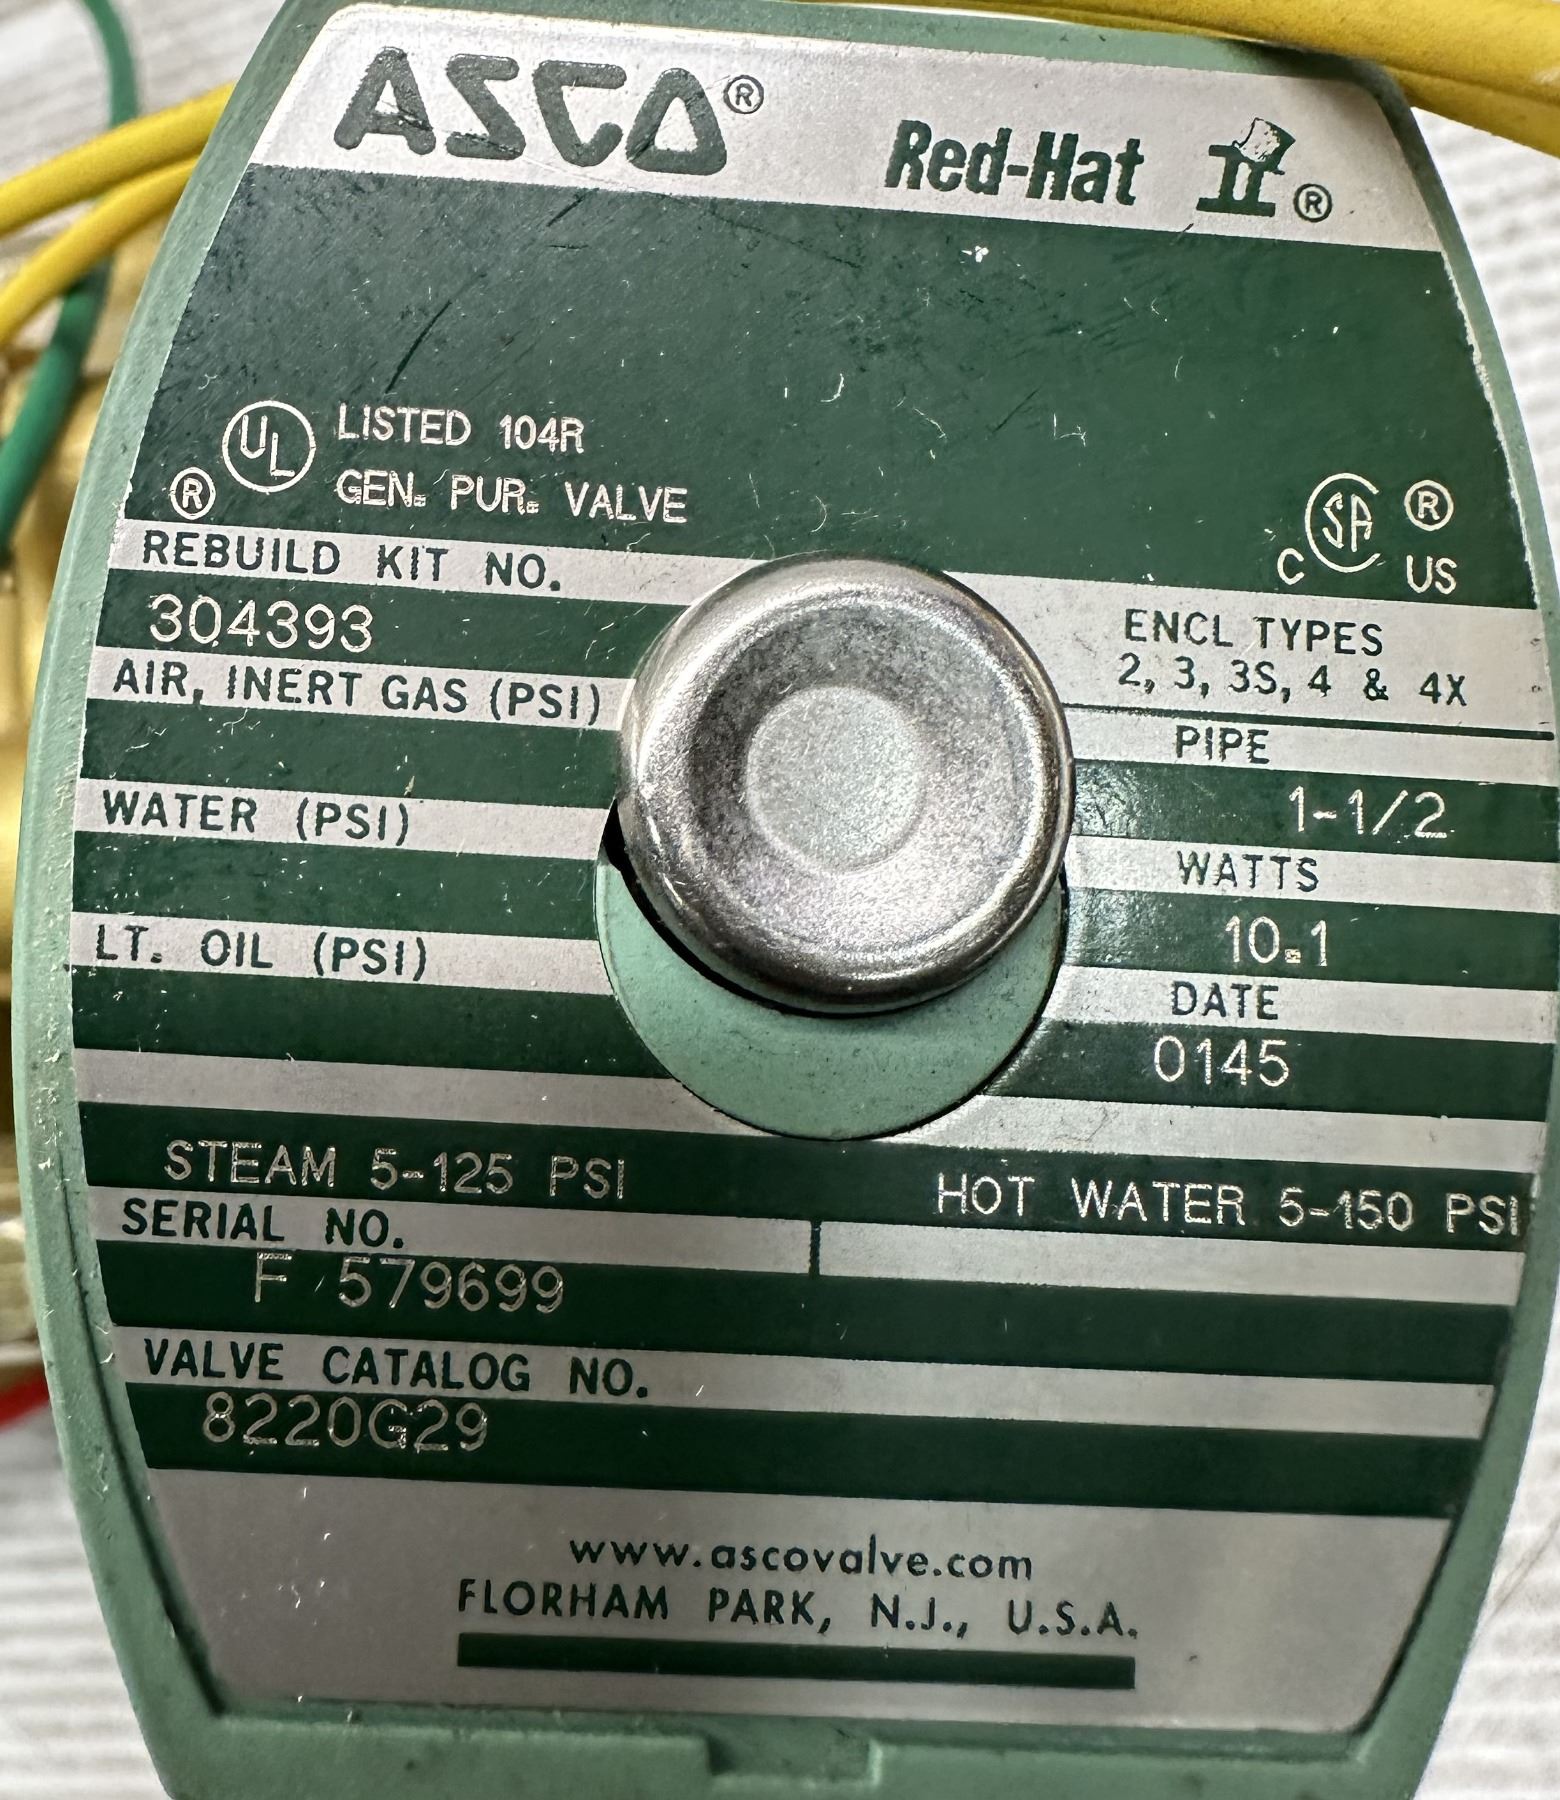 ASCO®
Red-Hat II®
UL® LISTED 104R
GEN. PUR. VALVE
C SA® US
REBUILD KIT NO.
304393
ENCL TYPES
2, 3, 3S, 4 & 4X
AIR, INERT GAS (PSI)
PIPE
1-1/2
WATER (PSI)
WATTS
10.1
LT. OIL (PSI)
DATE
0145
STEAM 5-125 PSI
HOT WATER 5-150 PSI
SERIAL NO.
F 579699
VALVE CATALOG NO.
8220G29
www.ascovalve.com
FLORHAM PARK, N.J., U.S.A.